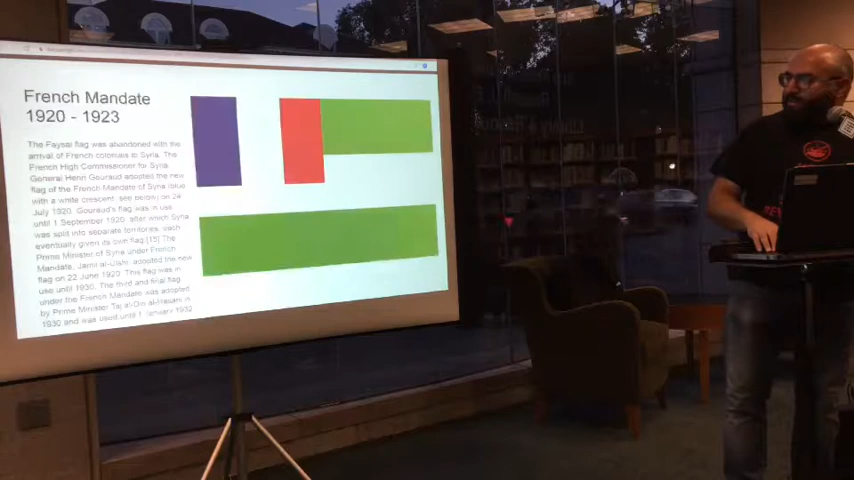 French Mandate
1920 - 1923
The Faysal flag was abandoned with the
arrival of French colonials to Syria. The
French High Commissioner for Syria,
General Henri Gouraud adopted the new
flag of the French Mandate of Syria (blue
with a white crescent, see below) on 24
July 1920. Gouraud's flag was in use
until 1 September 1920, after which Syria
was split into separate territories, each
eventually given its own flag.[15] The
Prime Minister of Syria under French
Mandate, Jamil al-Ulshi, adopted the new
flag on 22 June 1920. This flag was in
use until 1930. The third and final flag
under the French Mandate was adopted
by Prime Minister Taj al-Din al-Hasani in
1930 and was used until 1 January 1932.